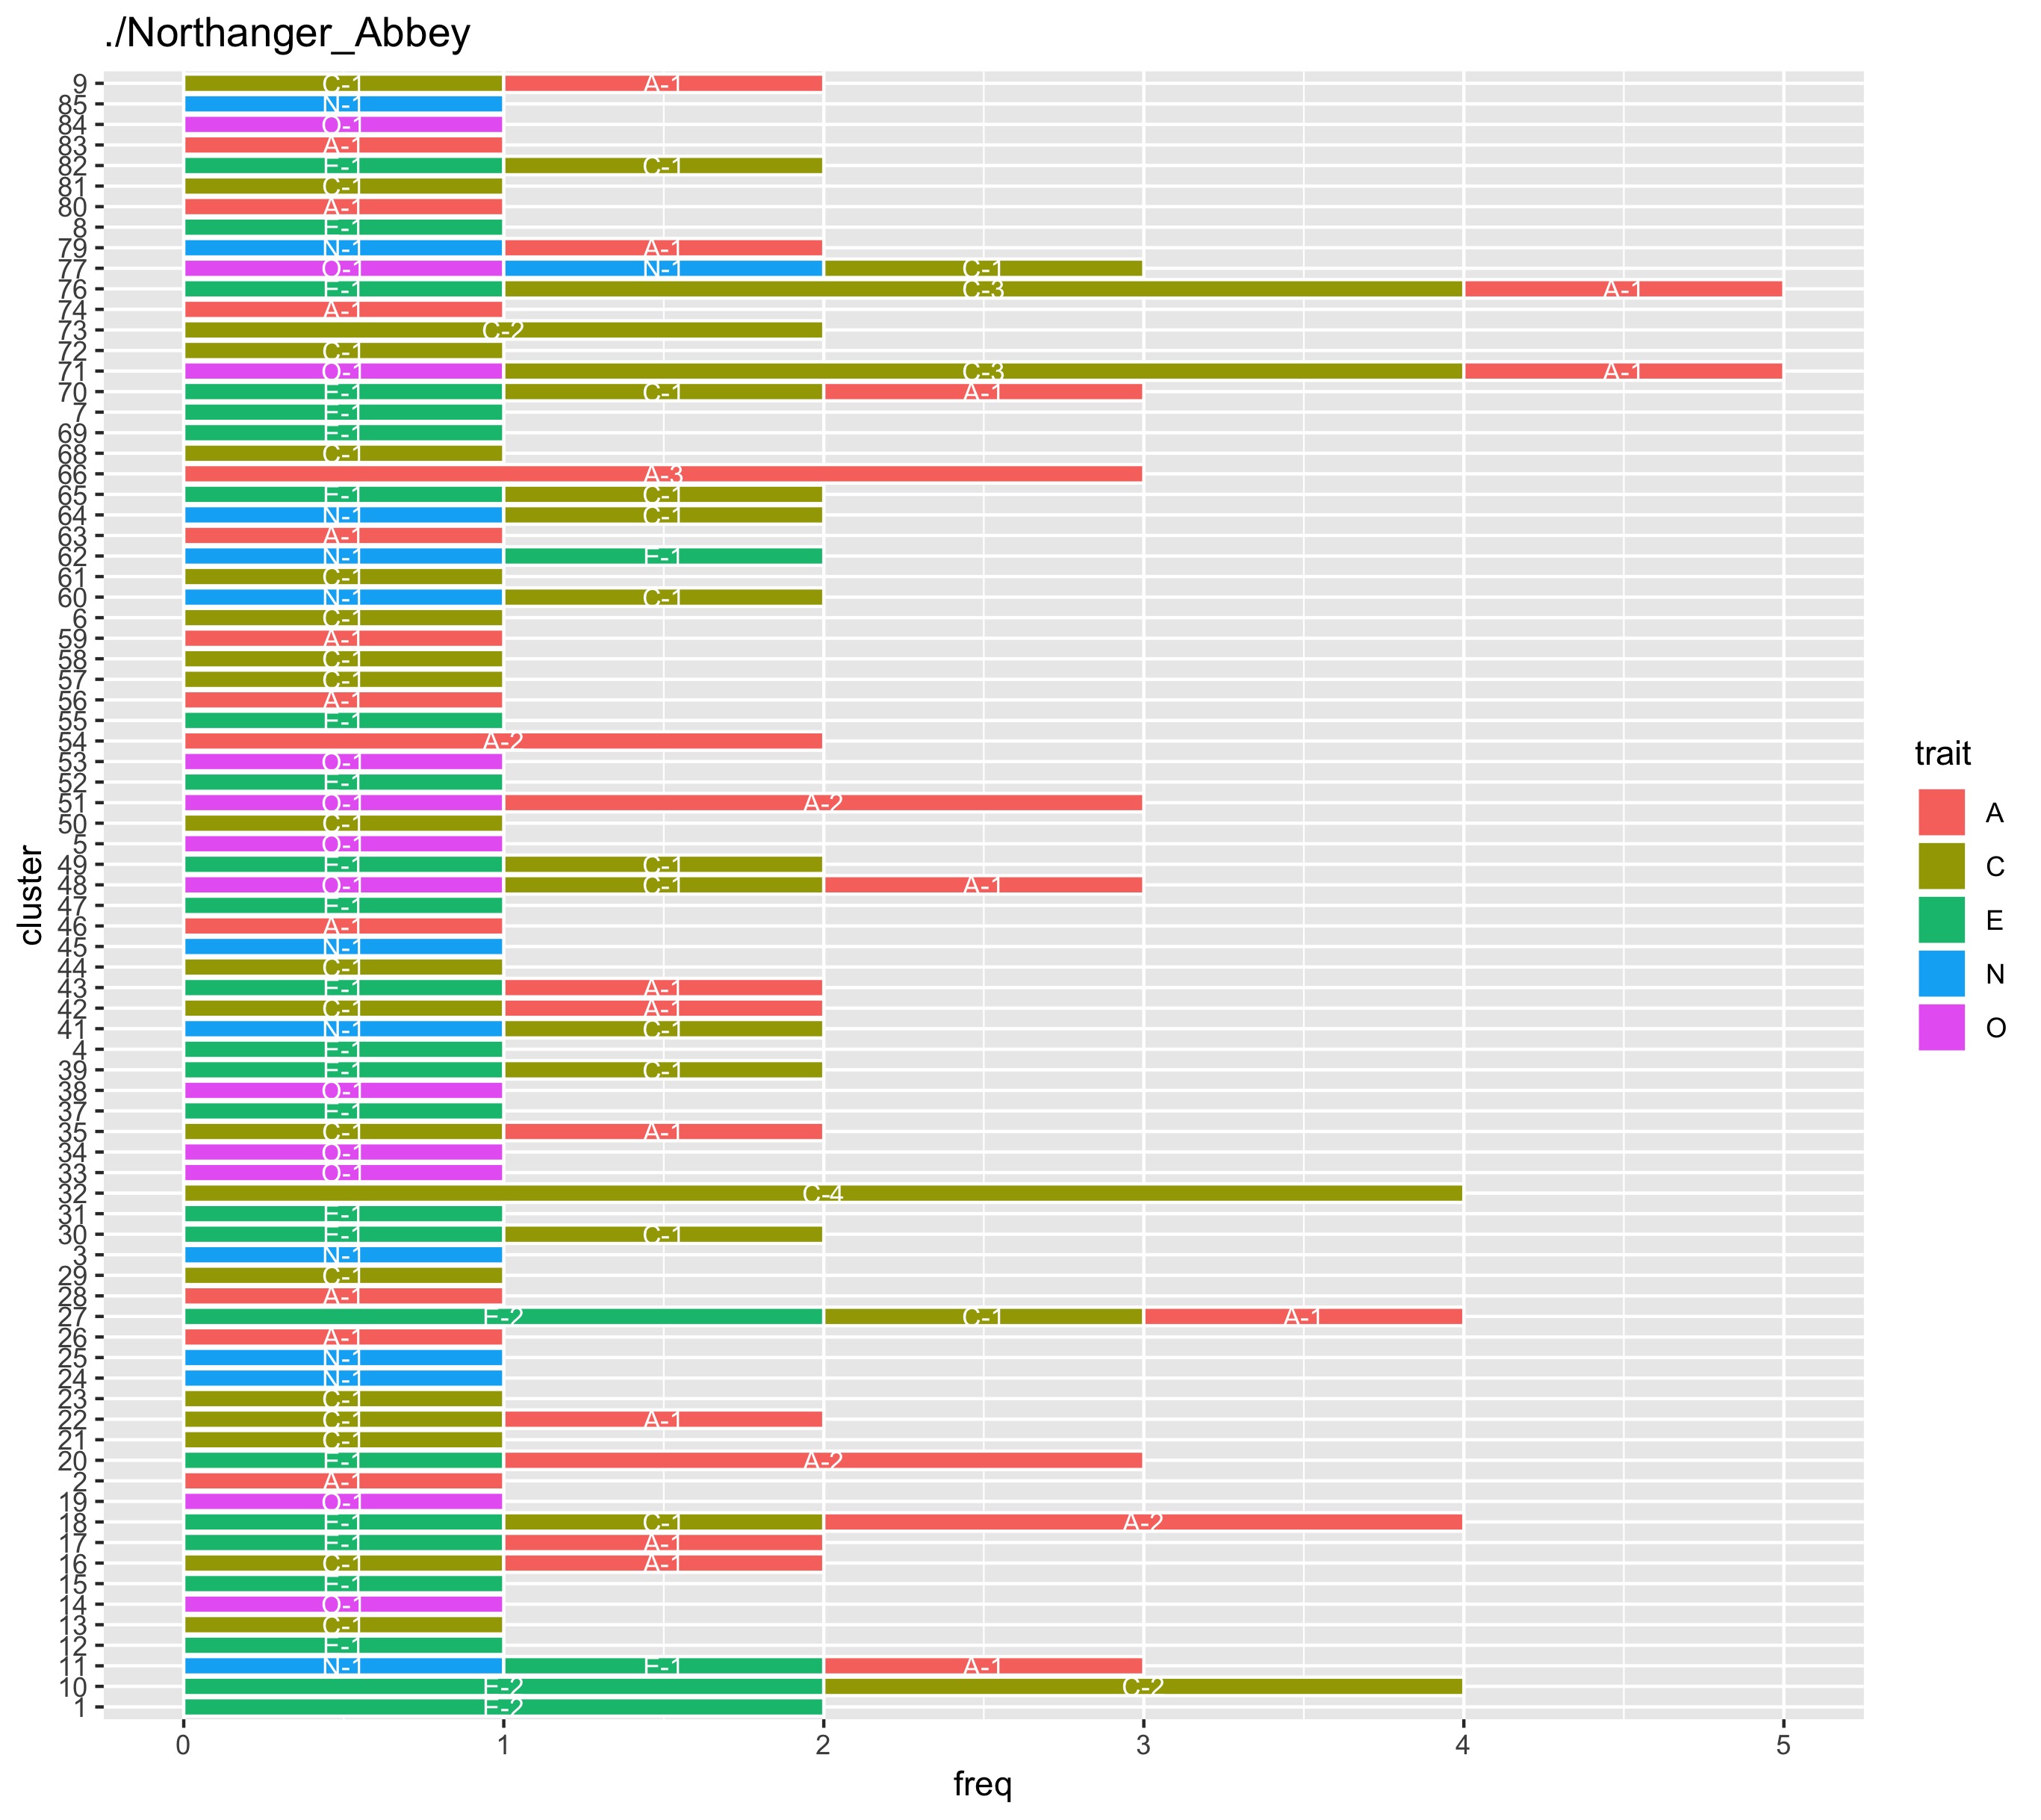 ./Northanger_Abbey
9 C-1 A-1
85 N-1
84 O-1
83 A-1
82 E-1 C-1
81 C-1
80 A-1
8 E-1
79 N-1 A-1
77 O-1 N-1 C-1
76 E-1 C-3 A-1
74 A-1
73 C-2
72 C-1
71 O-1 C-3 A-1
70 E-1 C-1 A-1
7 E-1
69 E-1
68 C-1
66 A-3
65 E-1 C-1
64 N-1 C-1
63 A-1
62 N-1 E-1
61 C-1
60 N-1 C-1
6 C-1
59 A-1
58 C-1
57 C-1
56 A-1
55 E-1
54 A-2
53 O-1
52 E-1
51 O-1 A-2
50 C-1
5 O-1
49 E-1 C-1
48 O-1 C-1 A-1
47 E-1
46 A-1
45 N-1
44 C-1
43 E-1 A-1
42 C-1 A-1
41 N-1 C-1
4 E-1
39 E-1 C-1
38 O-1
37 E-1
35 C-1 A-1
34 O-1
33 O-1
32 C-4
31 E-1
30 E-1 C-1
3 N-1
29 C-1
28 A-1
27 E-2 C-1 A-1
26 A-1
25 N-1
24 N-1
23 C-1
22 C-1 A-1
21 C-1
20 E-1 A-2
2 A-1
19 O-1
18 E-1 C-1 A-2
17 E-1 A-1
16 C-1 A-1
15 E-1
14 O-1
13 C-1
12 E-1
11 N-1 E-1 A-1
10 E-2 C-2
1 E-2
0 1 2 3 4 5
freq
cluster
trait
A
C
E
N
O